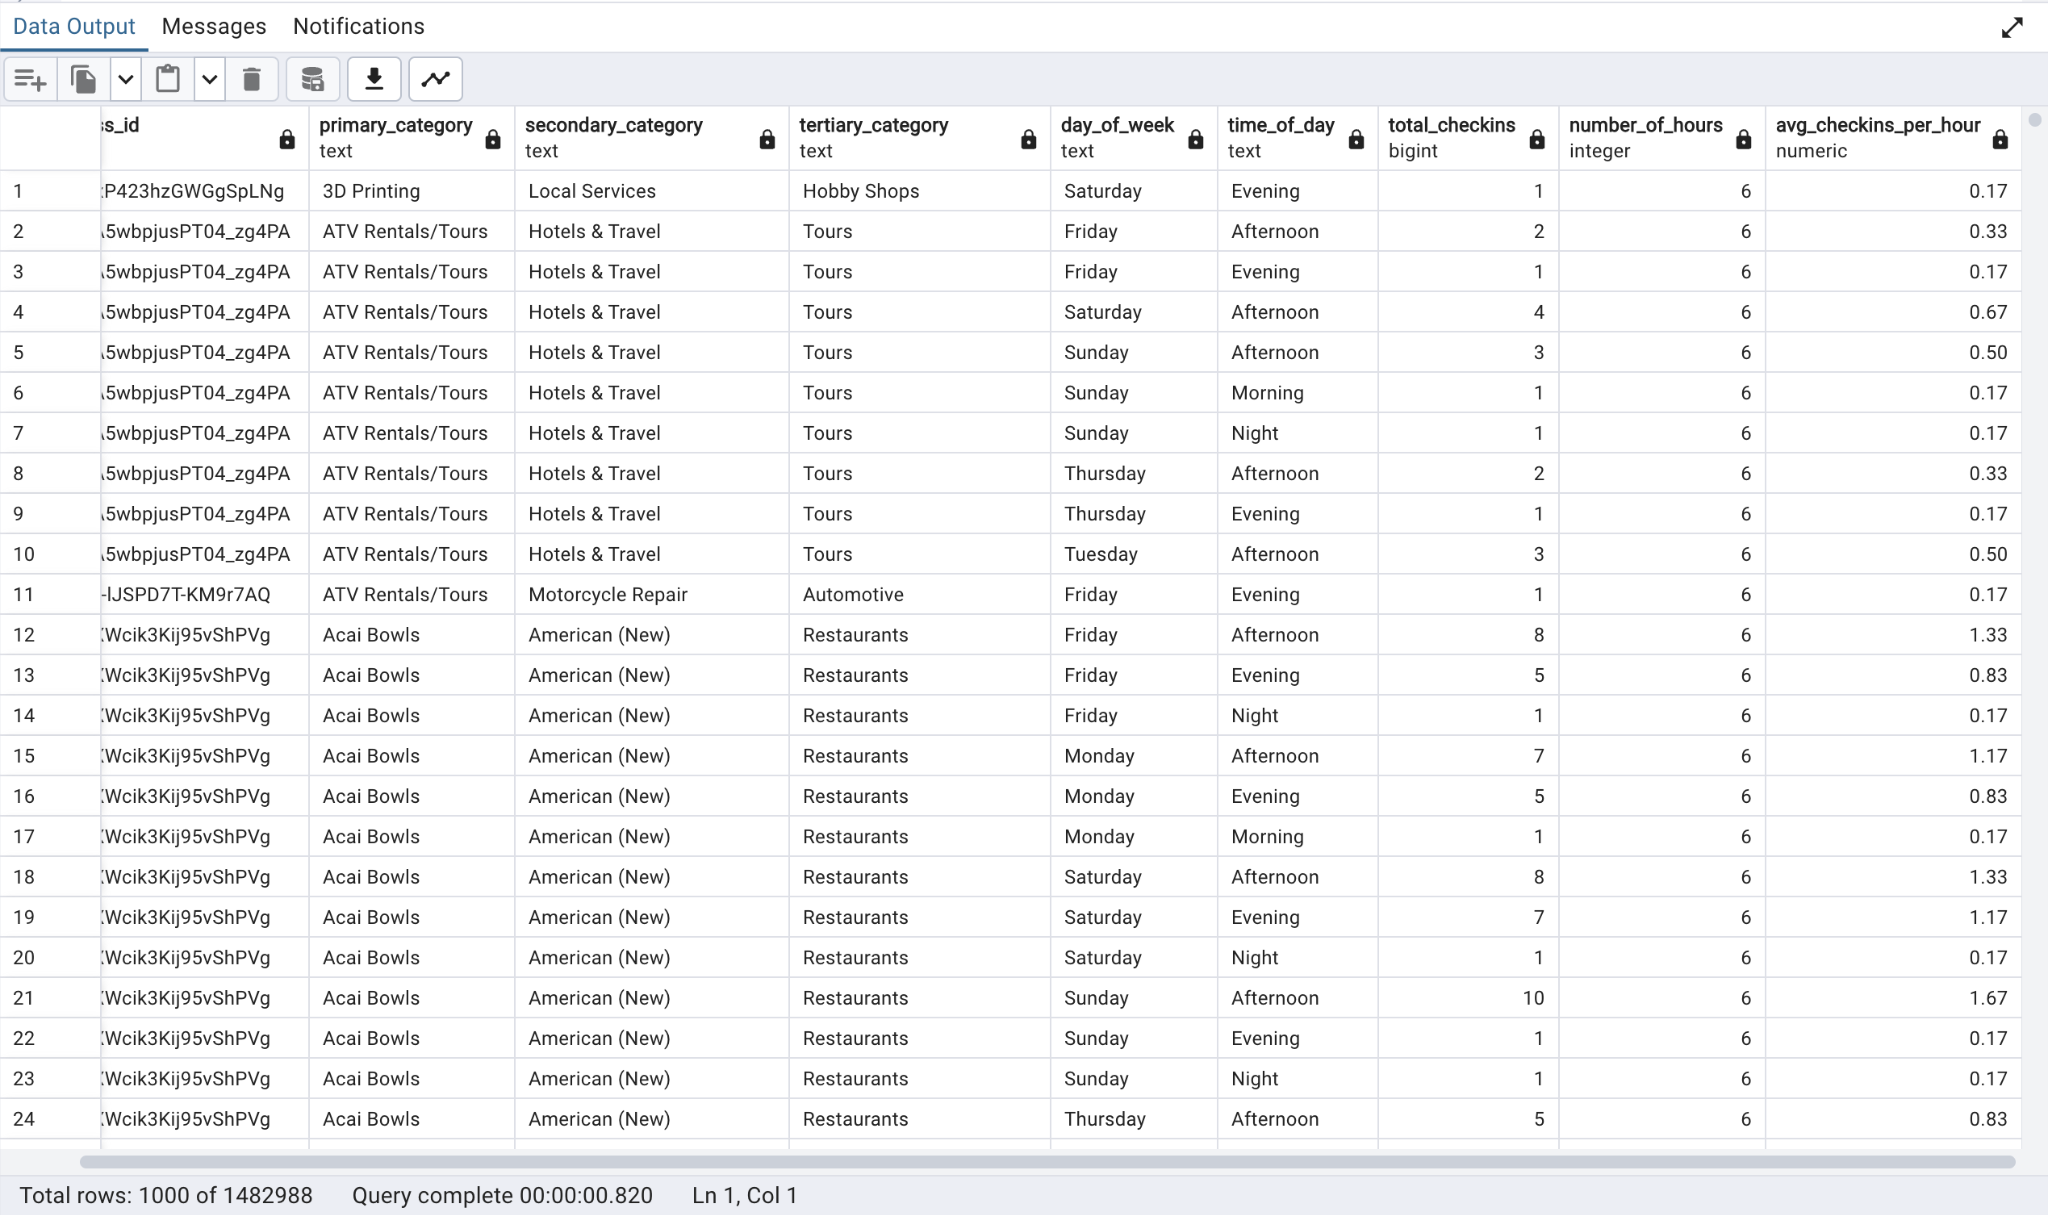 Data Output Messages Notifications
ss_id primary_category secondary_category tertiary_category day_of_week time_of_day total_checkins number_of_hours avg_checkins_per_hour
text text text text text bigint integer numeric
1 P423hzGWGgSpLNg 3D Printing Local Services Hobby Shops Saturday Evening 1 6 0.17
2 5wbpjusPT04_zg4PA ATV Rentals/Tours Hotels & Travel Tours Friday Afternoon 2 6 0.33
3 5wbpjusPT04_zg4PA ATV Rentals/Tours Hotels & Travel Tours Friday Evening 1 6 0.17
4 5wbpjusPT04_zg4PA ATV Rentals/Tours Hotels & Travel Tours Saturday Afternoon 4 6 0.67
5 5wbpjusPT04_zg4PA ATV Rentals/Tours Hotels & Travel Tours Sunday Afternoon 3 6 0.50
6 5wbpjusPT04_zg4PA ATV Rentals/Tours Hotels & Travel Tours Sunday Morning 1 6 0.17
7 5wbpjusPT04_zg4PA ATV Rentals/Tours Hotels & Travel Tours Sunday Night 1 6 0.17
8 5wbpjusPT04_zg4PA ATV Rentals/Tours Hotels & Travel Tours Thursday Afternoon 2 6 0.33
9 5wbpjusPT04_zg4PA ATV Rentals/Tours Hotels & Travel Tours Thursday Evening 1 6 0.17
10 5wbpjusPT04_zg4PA ATV Rentals/Tours Hotels & Travel Tours Tuesday Afternoon 3 6 0.50
11 -lJSPD7T-KM9r7AQ ATV Rentals/Tours Motorcycle Repair Automotive Friday Evening 1 6 0.17
12 Wcik3Kij95vShPVg Acai Bowls American (New) Restaurants Friday Afternoon 8 6 1.33
13 Wcik3Kij95vShPVg Acai Bowls American (New) Restaurants Friday Evening 5 6 0.83
14 Wcik3Kij95vShPVg Acai Bowls American (New) Restaurants Friday Night 1 6 0.17
15 Wcik3Kij95vShPVg Acai Bowls American (New) Restaurants Monday Afternoon 7 6 1.17
16 Wcik3Kij95vShPVg Acai Bowls American (New) Restaurants Monday Evening 5 6 0.83
17 Wcik3Kij95vShPVg Acai Bowls American (New) Restaurants Monday Morning 1 6 0.17
18 Wcik3Kij95vShPVg Acai Bowls American (New) Restaurants Saturday Afternoon 8 6 1.33
19 Wcik3Kij95vShPVg Acai Bowls American (New) Restaurants Saturday Evening 7 6 1.17
20 Wcik3Kij95vShPVg Acai Bowls American (New) Restaurants Saturday Night 1 6 0.17
21 Wcik3Kij95vShPVg Acai Bowls American (New) Restaurants Sunday Afternoon 10 6 1.67
22 Wcik3Kij95vShPVg Acai Bowls American (New) Restaurants Sunday Evening 1 6 0.17
23 Wcik3Kij95vShPVg Acai Bowls American (New) Restaurants Sunday Night 1 6 0.17
24 Wcik3Kij95vShPVg Acai Bowls American (New) Restaurants Thursday Afternoon 5 6 0.83
Total rows: 1000 of 1482988 Query complete 00:00:00.820 Ln 1, Col 1